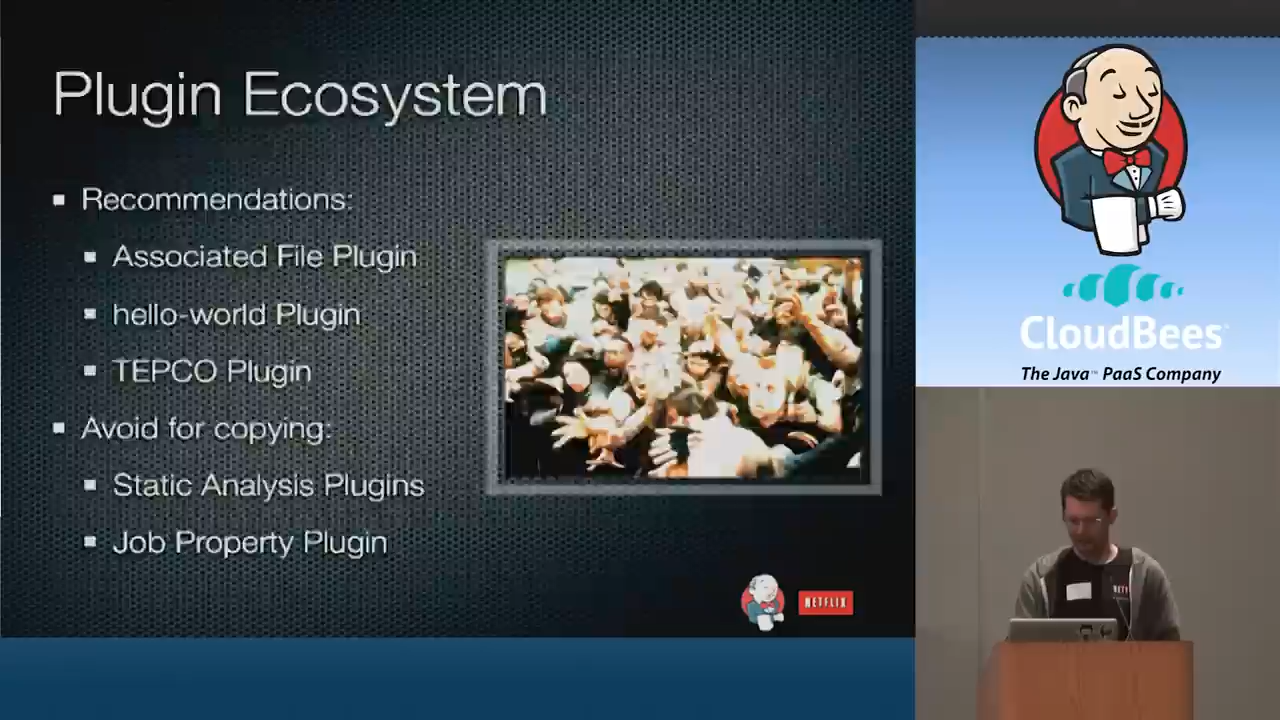 Plugin Ecosystem
Recommendations:
Associated File Plugin
hello-world Plugin
TEPCO Plugin
Avoid for copying:
Static Analysis Plugins
Job Property Plugin
NETFLIX
CloudBees
The Java™ PaaS Company